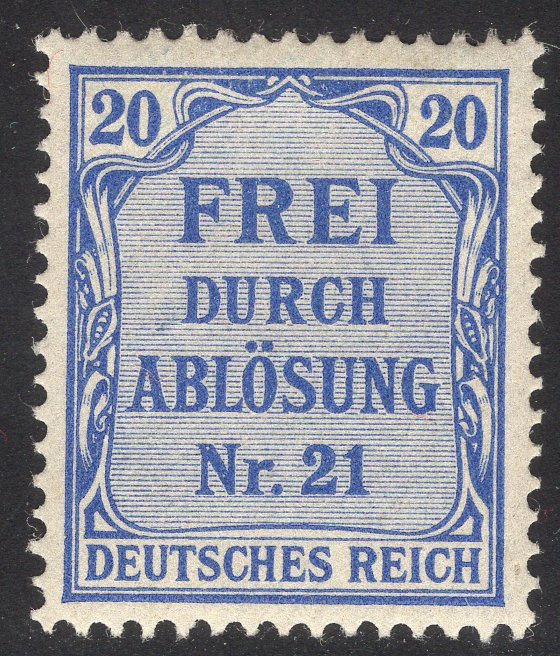 20 20
FREI
DURCH
ABLÖSUNG
Nr. 21
DEUTSCHES REICH